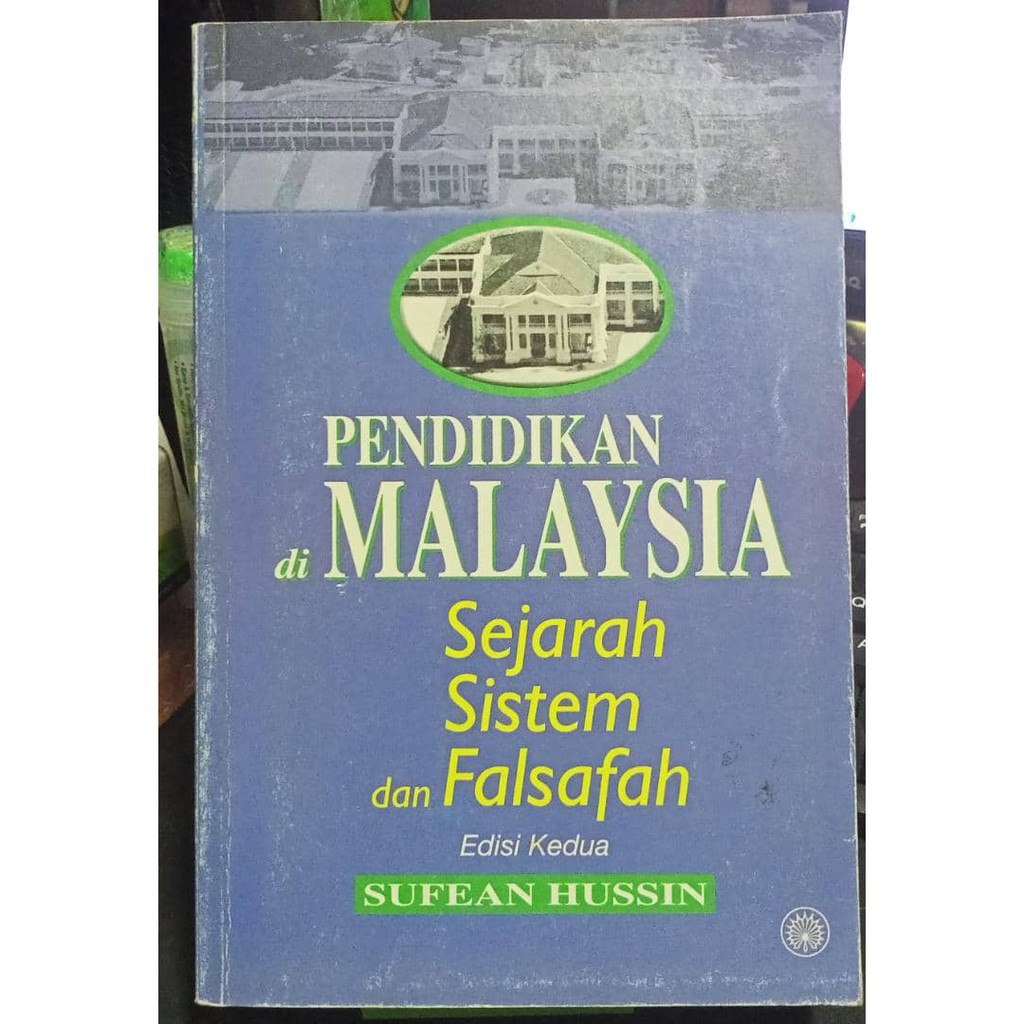 PENDIDIKAN
di MALAYSIA
Sejarah
Sistem
dan Falsafah
Edisi Kedua
SUFEAN HUSSIN